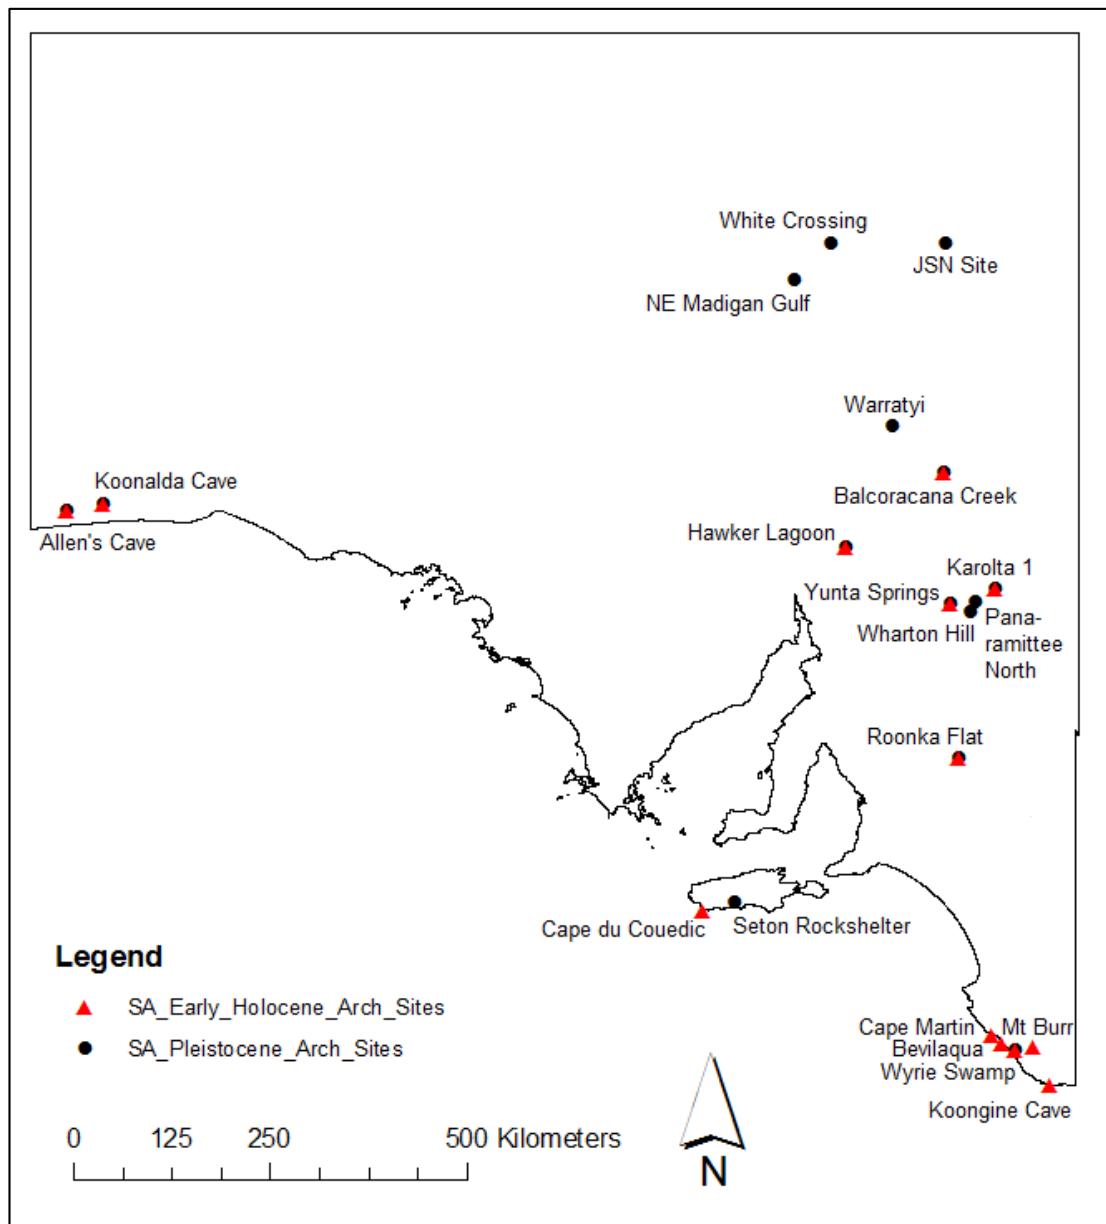 White Crossing
JSN Site
NE Madigan Gulf
Warratyi
Koonalda Cave
Balcoracana Creek
Allen's Cave
Hawker Lagoon
Karolta 1
Yunta Springs
Wharton Hill
Pana-
ramittee
North
Roonka Flat
Cape du Couedic
Seton Rockshelter
Legend
SA_Early_Holocene_Arch_Sites
SA_Pleistocene_Arch_Sites
Cape Martin
Mt Burr
Bevilaqua
Wyrie Swamp
Koongine Cave
0 125 250 500 Kilometers
N